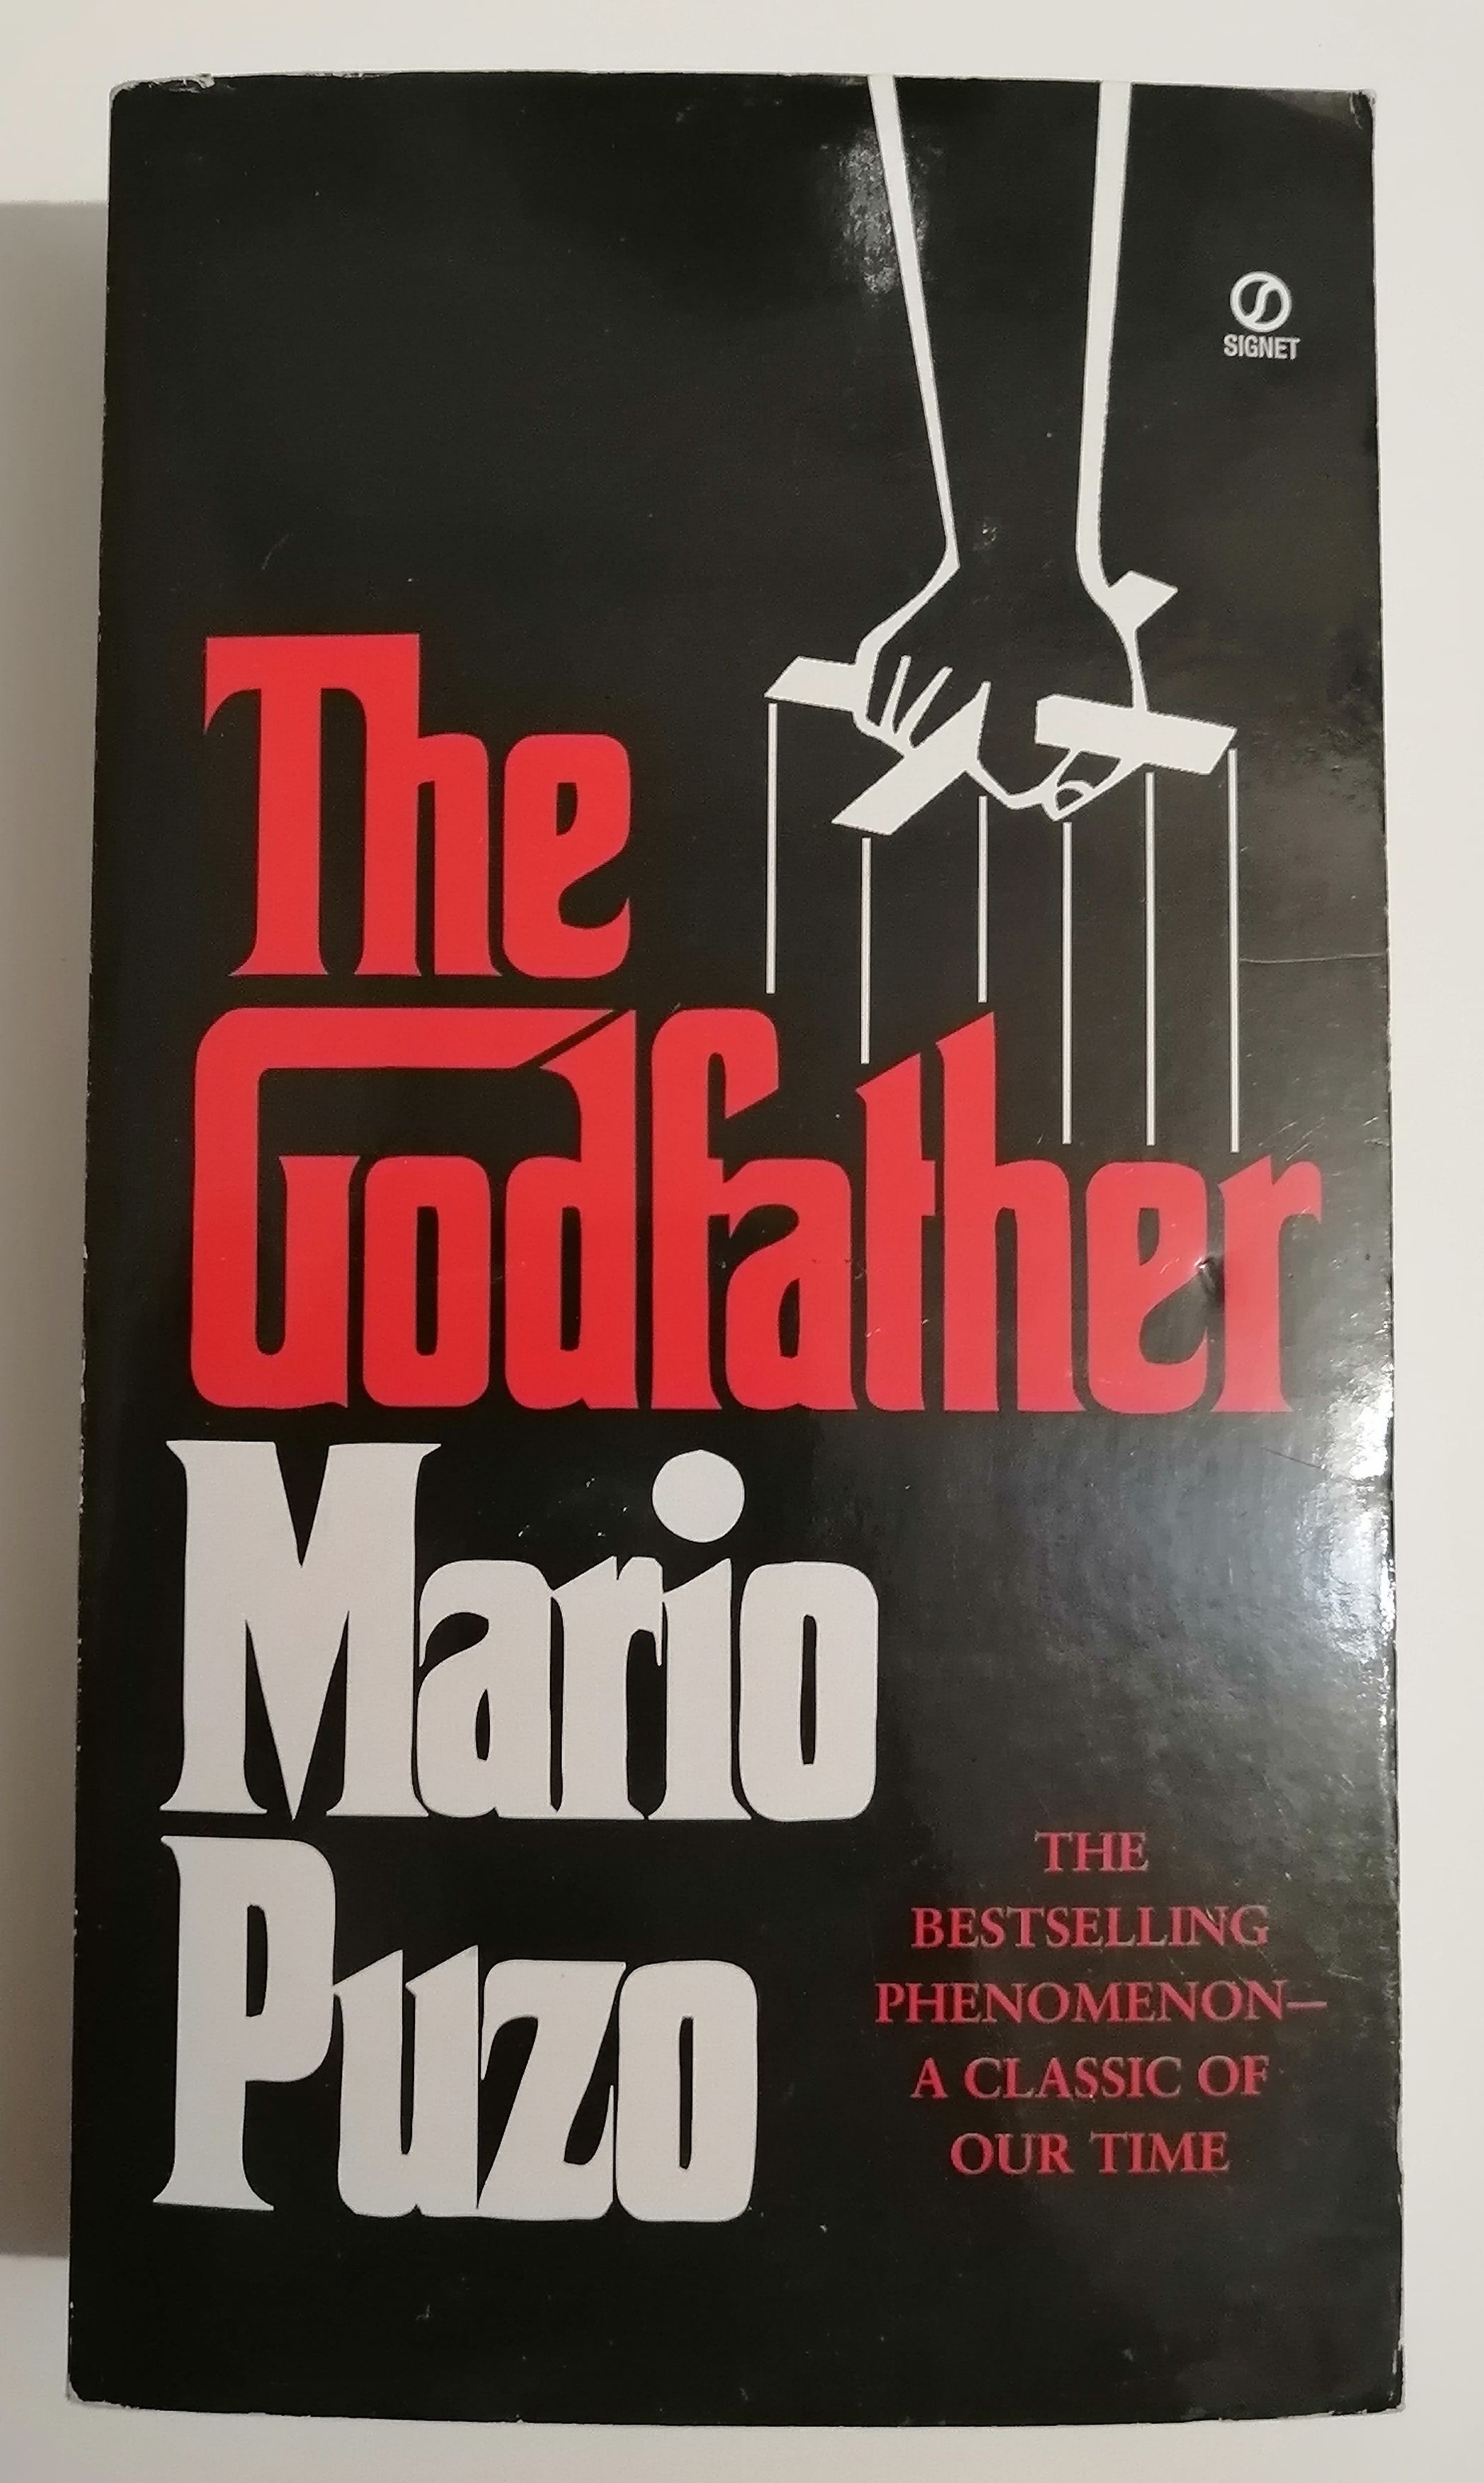 SIGNET
The
Godfather
Mario
Puzo
THE
BESTSELLING
PHENOMENON—
A CLASSIC OF
OUR TIME